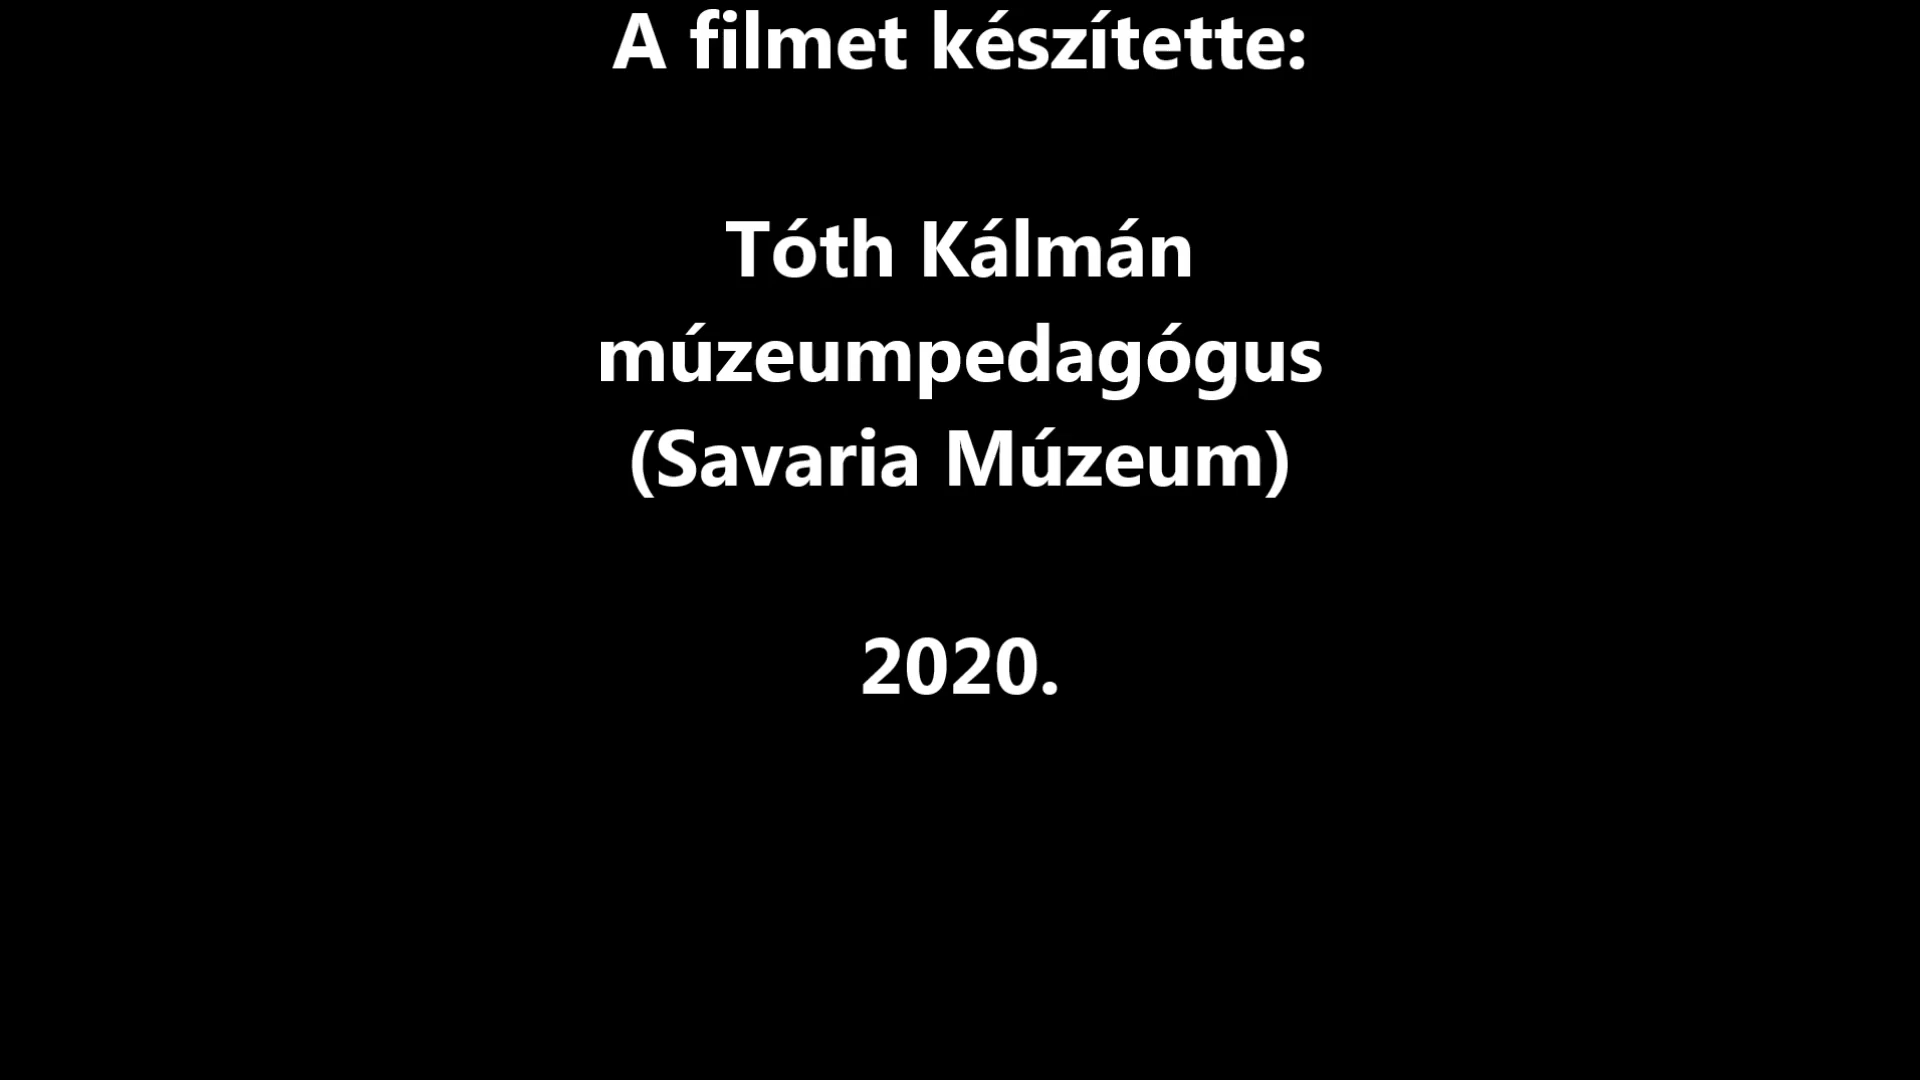 A filmet készítette:
Tóth Kálmán
múzeumpedagógus
(Savaria Múzeum)
2020.